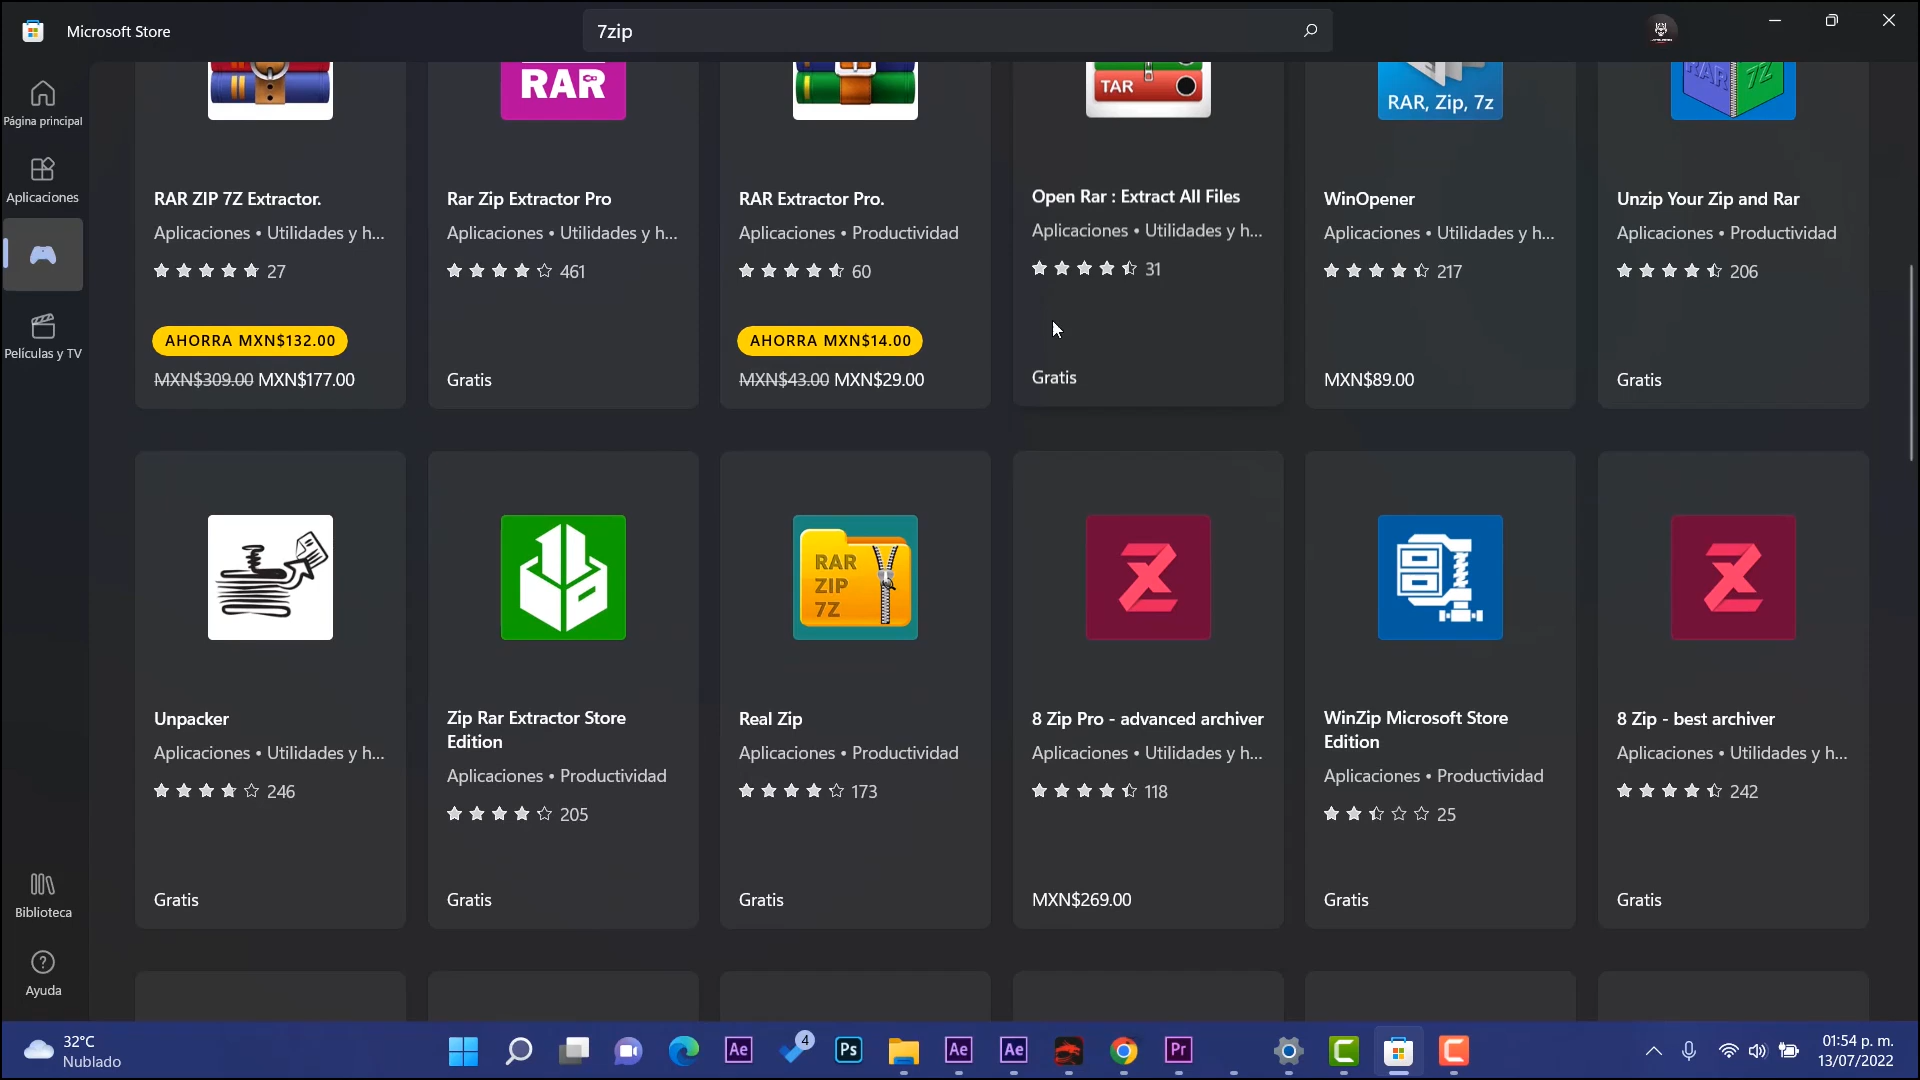 Microsoft Store
7zip
Página principal
Aplicaciones
Películas y TV
Biblioteca
Ayuda
RAR
TAR
RAR, Zip, 7z
RAR 7Z
RAR ZIP 7Z Extractor.
Aplicaciones • Utilidades y h...
27
AHORRA MXN$132.00
MXN$309.00 MXN$177.00
Rar Zip Extractor Pro
Aplicaciones • Utilidades y h...
461
Gratis
RAR Extractor Pro.
Aplicaciones • Productividad
60
AHORRA MXN$14.00
MXN$43.00 MXN$29.00
Open Rar : Extract All Files
Aplicaciones • Utilidades y h...
31
Gratis
WinOpener
Aplicaciones • Utilidades y h...
217
MXN$89.00
Unzip Your Zip and Rar
Aplicaciones • Productividad
206
Gratis
Unpacker
Aplicaciones • Utilidades y h...
246
Gratis
Zip Rar Extractor Store
Edition
Aplicaciones • Productividad
205
Gratis
RAR
ZIP
7Z
Real Zip
Aplicaciones • Productividad
173
Gratis
8 Zip Pro - advanced archiver
Aplicaciones • Utilidades y h...
118
MXN$269.00
WinZip Microsoft Store
Edition
Aplicaciones • Productividad
25
Gratis
8 Zip - best archiver
Aplicaciones • Utilidades y h...
242
Gratis
32°C
Nublado
Ae
4
Ps
Ae
Ae
Pr
01:54 p. m.
13/07/2022